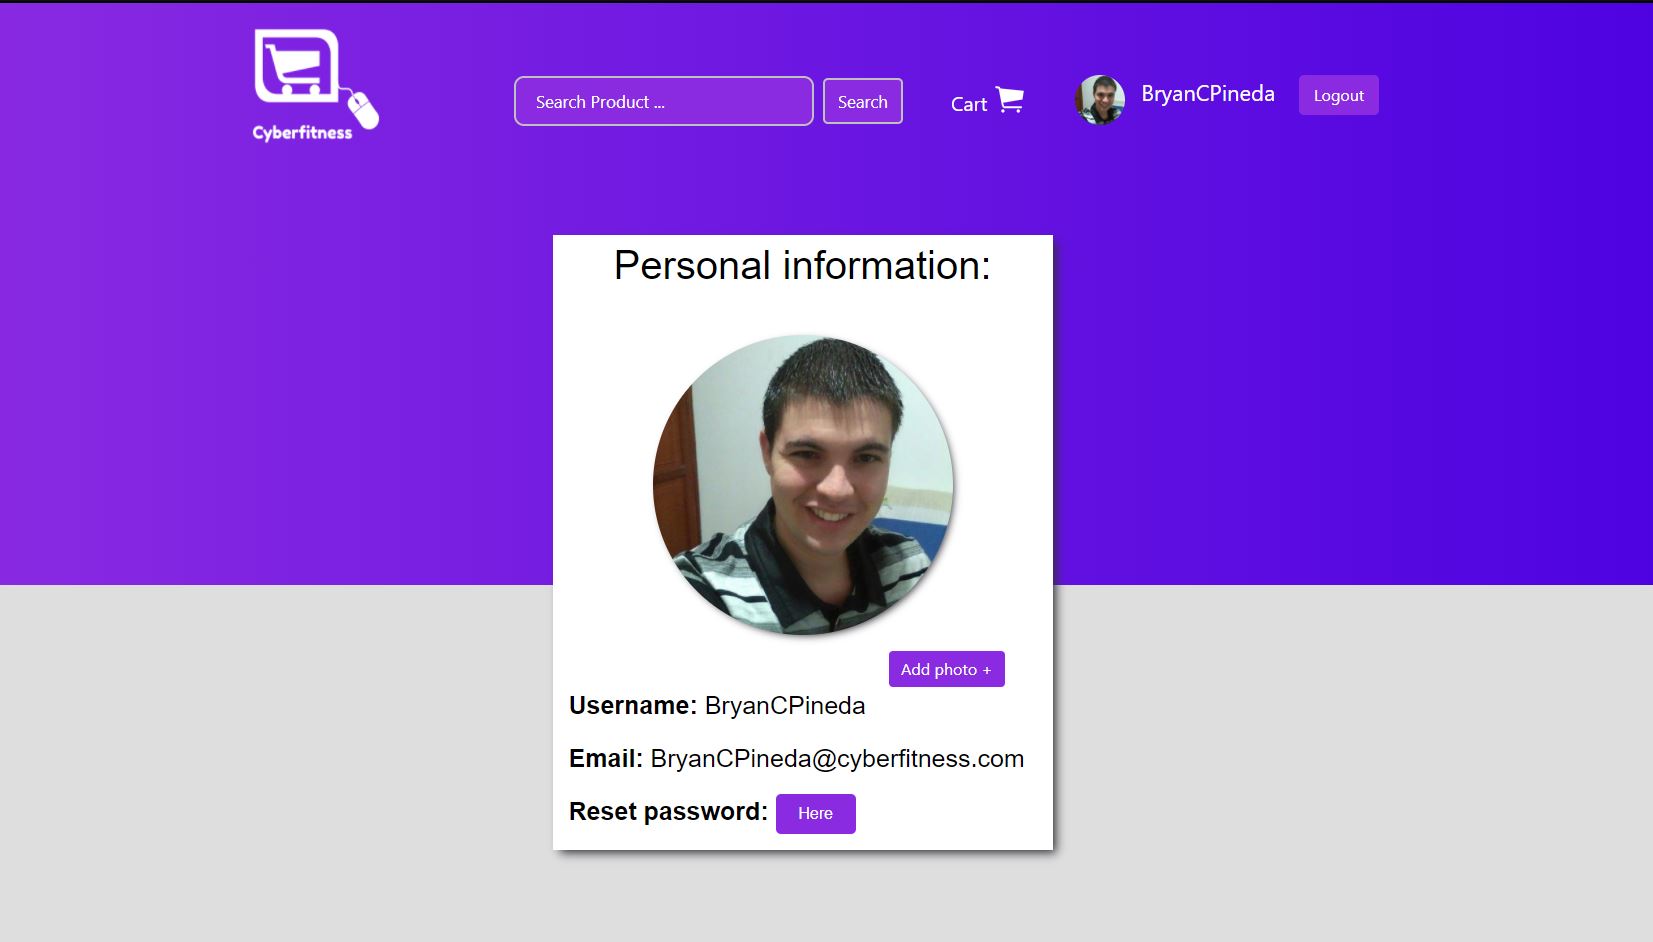 Cyberfitness
Search Product ...
Search
Cart
BryanCPineda
Logout
Personal information:
Add photo +
Username: BryanCPineda
Email: BryanCPineda@cyberfitness.com
Reset password: Here